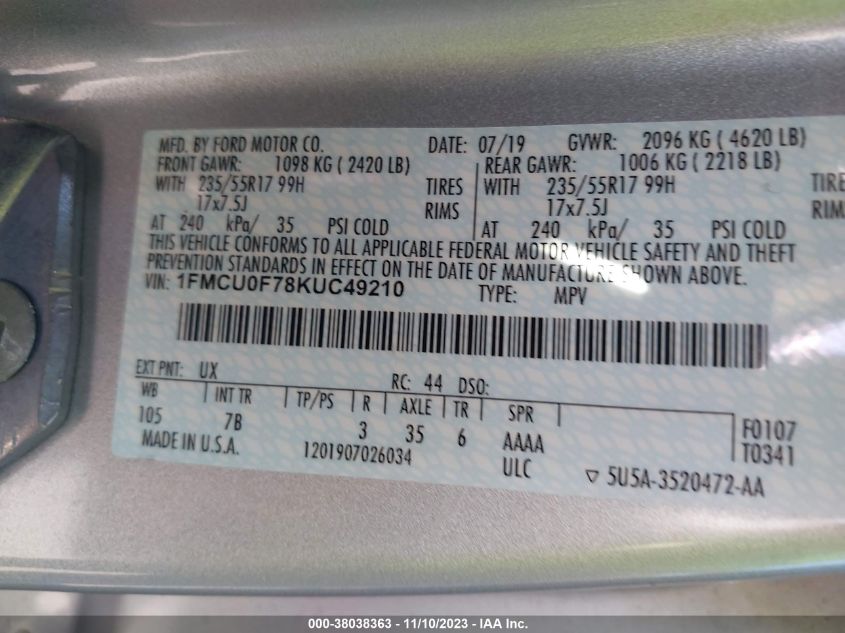 MFD. BY FORD MOTOR CO. DATE: 07/19 GVWR: 2096 KG ( 4620 LB)
FRONT GAWR: 1098 KG ( 2420 LB) REAR GAWR: 1006 KG ( 2218 LB)
WITH 235/55R17 99H TIRES WITH 235/55R17 99H TIRE
17x7.5J RIMS 17x7.5J RIM
AT 240 kPa/ 35 PSI COLD AT 240 kPa/ 35 PSI COLD
THIS VEHICLE CONFORMS TO ALL APPLICABLE FEDERAL MOTOR VEHICLE SAFETY AND THEFT
PREVENTION STANDARDS IN EFFECT ON THE DATE OF MANUFACTURE SHOWN ABOVE.
VIN: 1FMCU0F78KUC49210 TYPE: MPV
EXT PNT: UX RC: 44 DSO:
WB INT TR TP/PS R AXLE TR SPR
105 7B 3 35 6 AAAA F0107
MADE IN U.S.A. 1201907026034 ULC T0341
▽ 5U5A-3520472-AA
000-38038363 - 11/10/2023 - IAA Inc.